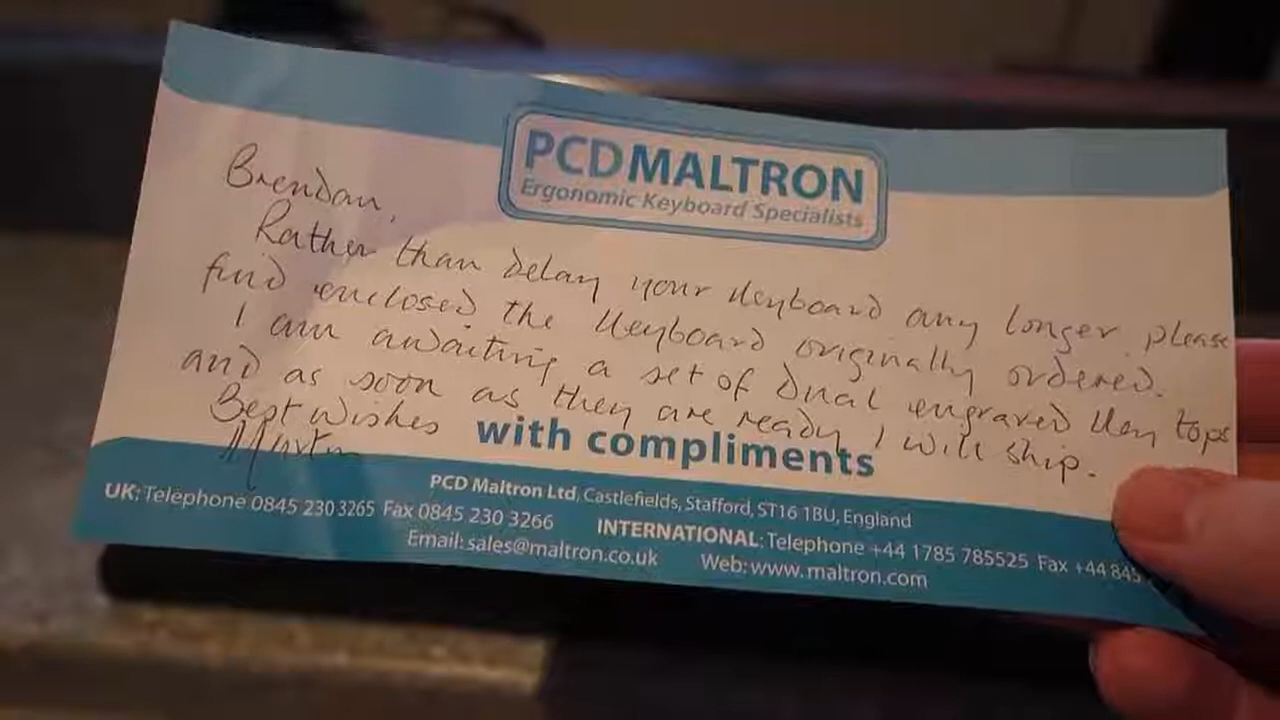 PCD MALTRON
Ergonomic Keyboard Specialists
Brendan,
Rather than delay your keyboard any longer please
find enclosed the keyboard originally ordered.
I am awaiting a set of dual engraved key tops
and as soon as they are ready I will ship.
Best Wishes
Martin
with compliments
PCD Maltron Ltd, Castlefields, Stafford, ST16 1BU, England
UK: Telephone 0845 230 3265 Fax 0845 230 3266 INTERNATIONAL: Telephone +44 1785 785525 Fax +44 845
Email: sales@maltron.co.uk Web: www.maltron.com